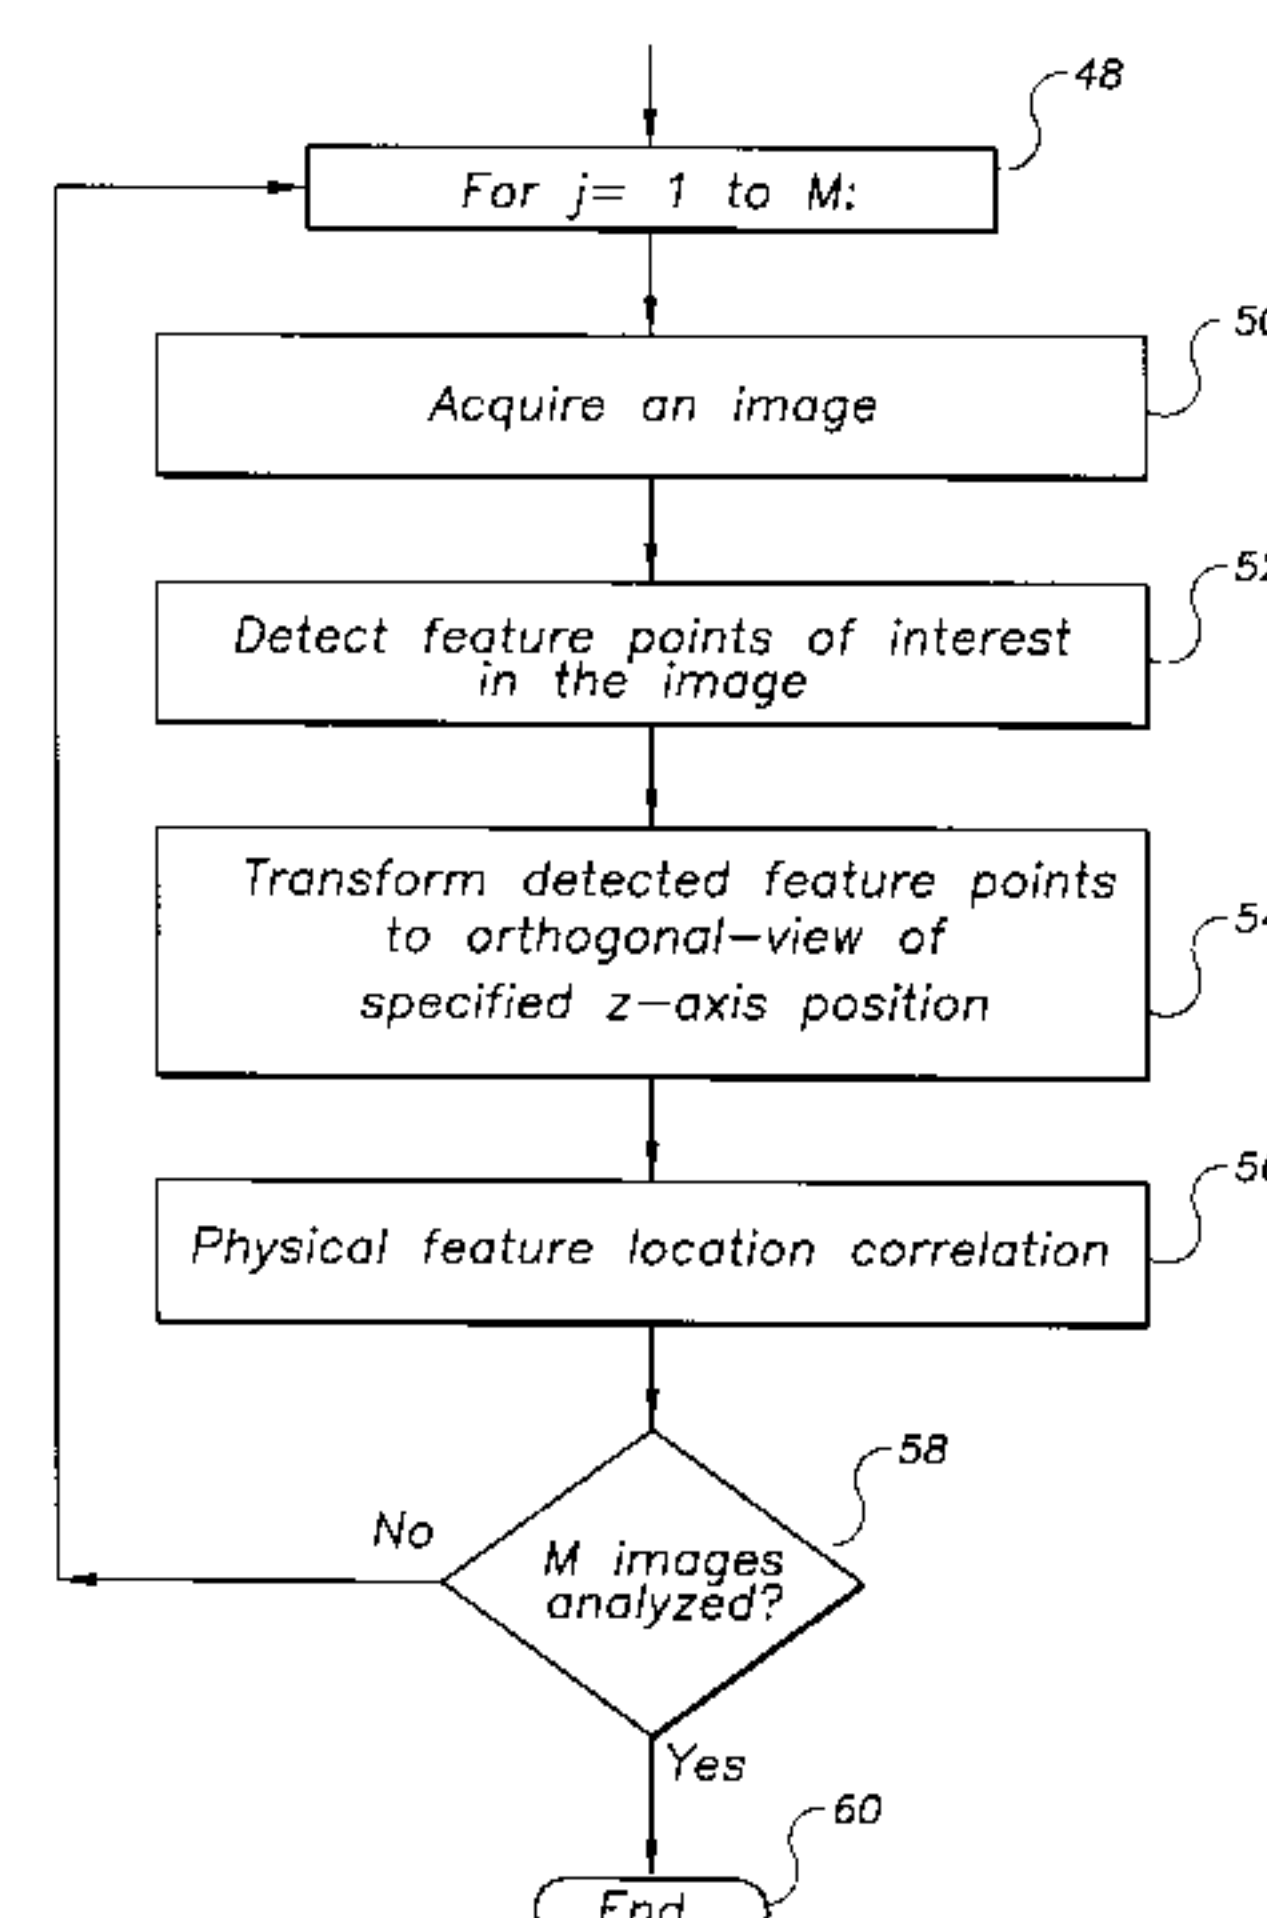 48
For j= 1 to M:
Acquire an image
Detect feature points of interest
in the image
Transform detected feature points
to orthogonal-view of
specified z-axis position
Physical feature location correlation
58
No
M images
analyzed?
Yes
60
End